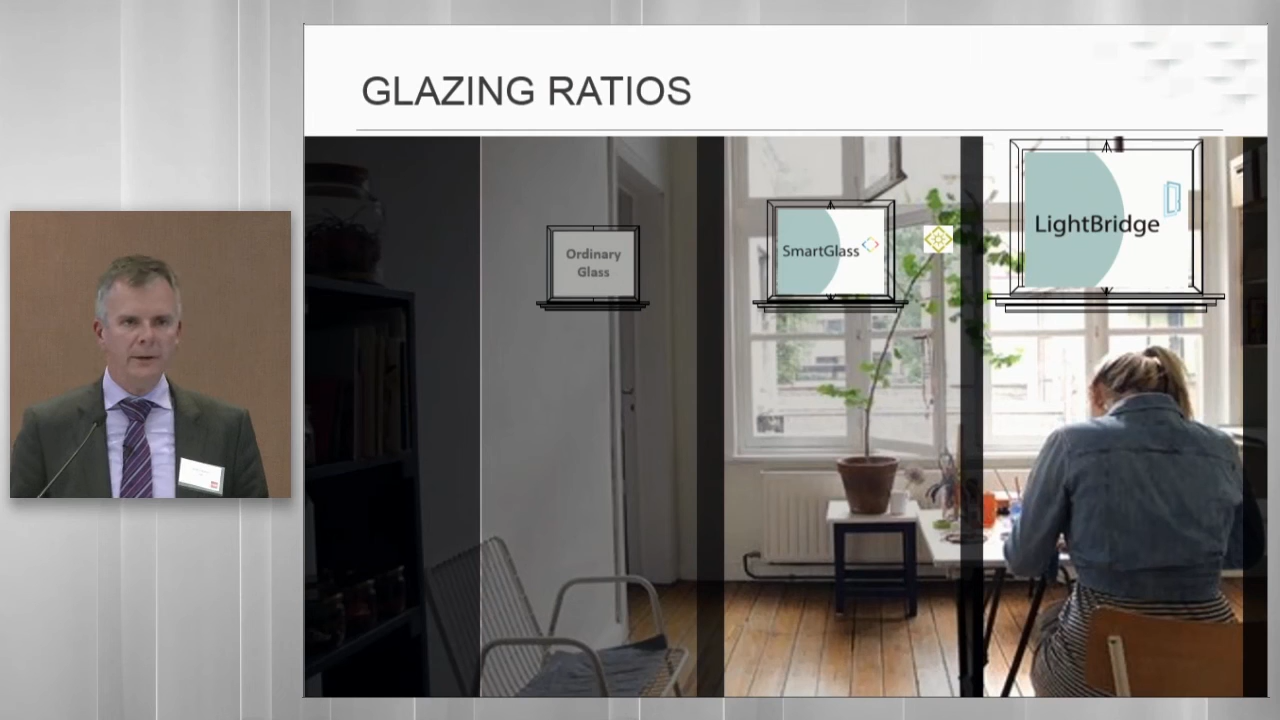 GLAZING RATIOS
Ordinary
Glass
SmartGlass
LightBridge